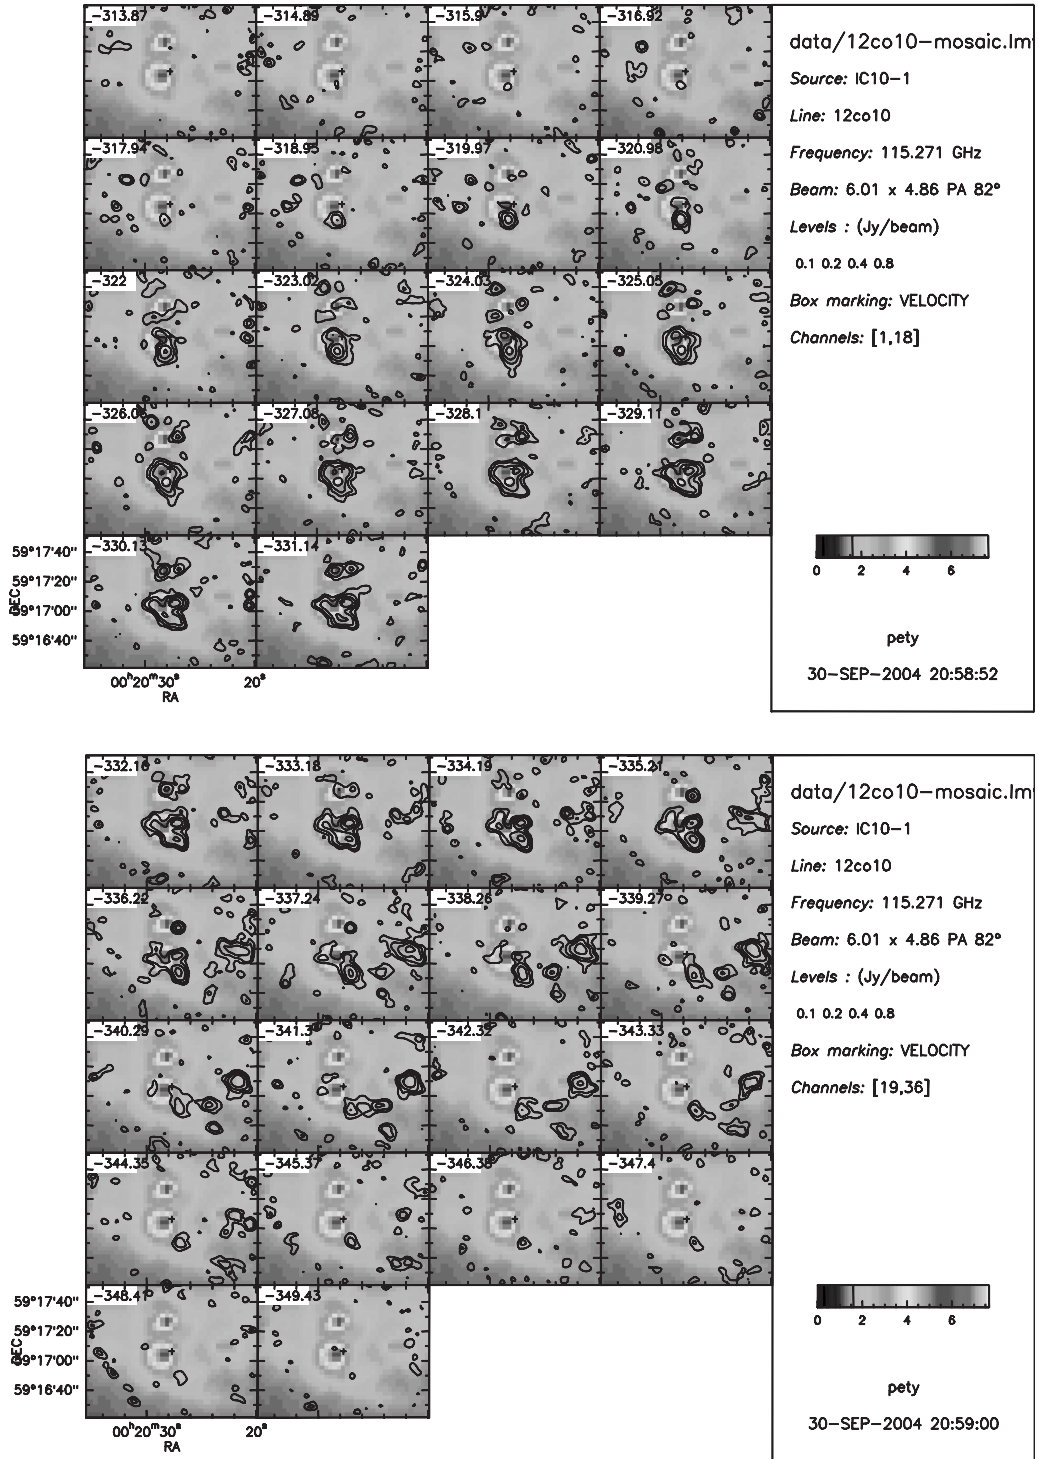 -313.87 -314.89 -315.9 -316.92
-317.94 -318.95 -319.97 -320.98
-322 -323.02 -324.03 -325.05
-326.06 -327.08 -328.1 -329.11
-330.13 -331.14
59°17'40"
59°17'20"
59°17'00"
59°16'40"
DEC
00ʰ20ᵐ30ˢ 20ˢ
RA
data/12co10-mosaic.lm
Source: IC10-1
Line: 12co10
Frequency: 115.271 GHz
Beam: 6.01 x 4.86 PA 82°
Levels : (Jy/beam)
0.1 0.2 0.4 0.8
Box marking: VELOCITY
Channels: [1,18]
0 2 4 6
pety
30-SEP-2004 20:58:52
-332.16 -333.18 -334.19 -335.21
-336.22 -337.24 -338.26 -339.27
-340.29 -341.3 -342.32 -343.33
-344.35 -345.37 -346.38 -347.4
-348.41 -349.43
59°17'40"
59°17'20"
59°17'00"
59°16'40"
DEC
00ʰ20ᵐ30ˢ 20ˢ
RA
data/12co10-mosaic.lm
Source: IC10-1
Line: 12co10
Frequency: 115.271 GHz
Beam: 6.01 x 4.86 PA 82°
Levels : (Jy/beam)
0.1 0.2 0.4 0.8
Box marking: VELOCITY
Channels: [19,36]
0 2 4 6
pety
30-SEP-2004 20:59:00